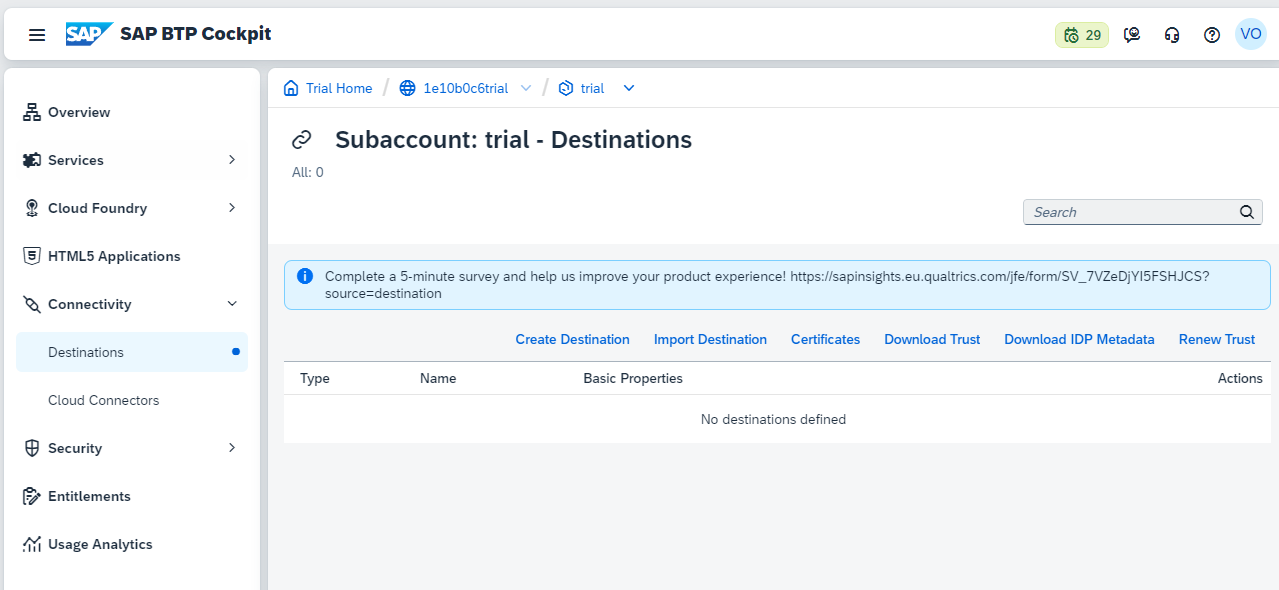 SAP SAP BTP Cockpit 29 VO
Overview
Services
Cloud Foundry
HTML5 Applications
Connectivity
Destinations
Cloud Connectors
Security
Entitlements
Usage Analytics
Trial Home / 1e10b0c6trial / trial
Subaccount: trial - Destinations
All: 0
Search
Complete a 5-minute survey and help us improve your product experience! https://sapinsights.eu.qualtrics.com/jfe/form/SV_7VZeDjYI5FSHJCS?
source=destination
Create Destination Import Destination Certificates Download Trust Download IDP Metadata Renew Trust
Type Name Basic Properties Actions
No destinations defined